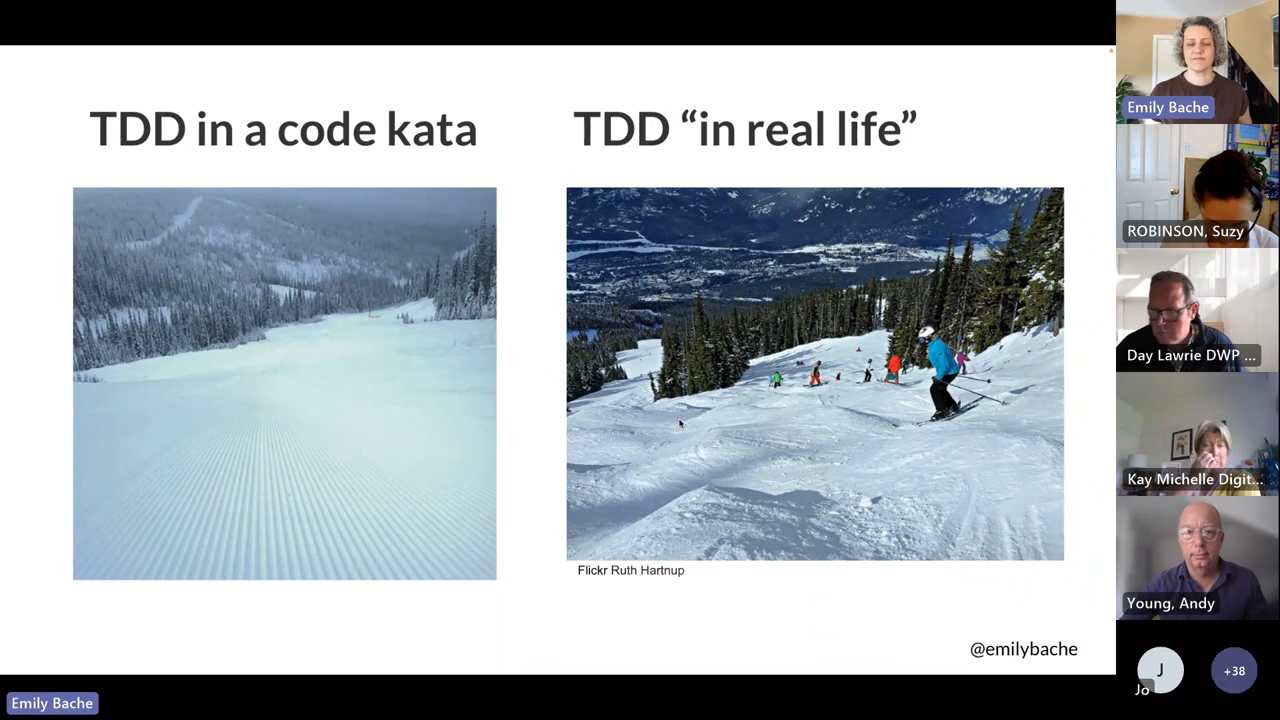 TDD in a code kata
TDD “in real life”
Flickr Ruth Hartnup
@emilybache
Emily Bache
Emily Bache
ROBINSON, Suzy
Day Lawrie DWP ...
Kay Michelle Digit...
Young, Andy
J
Jo
+38